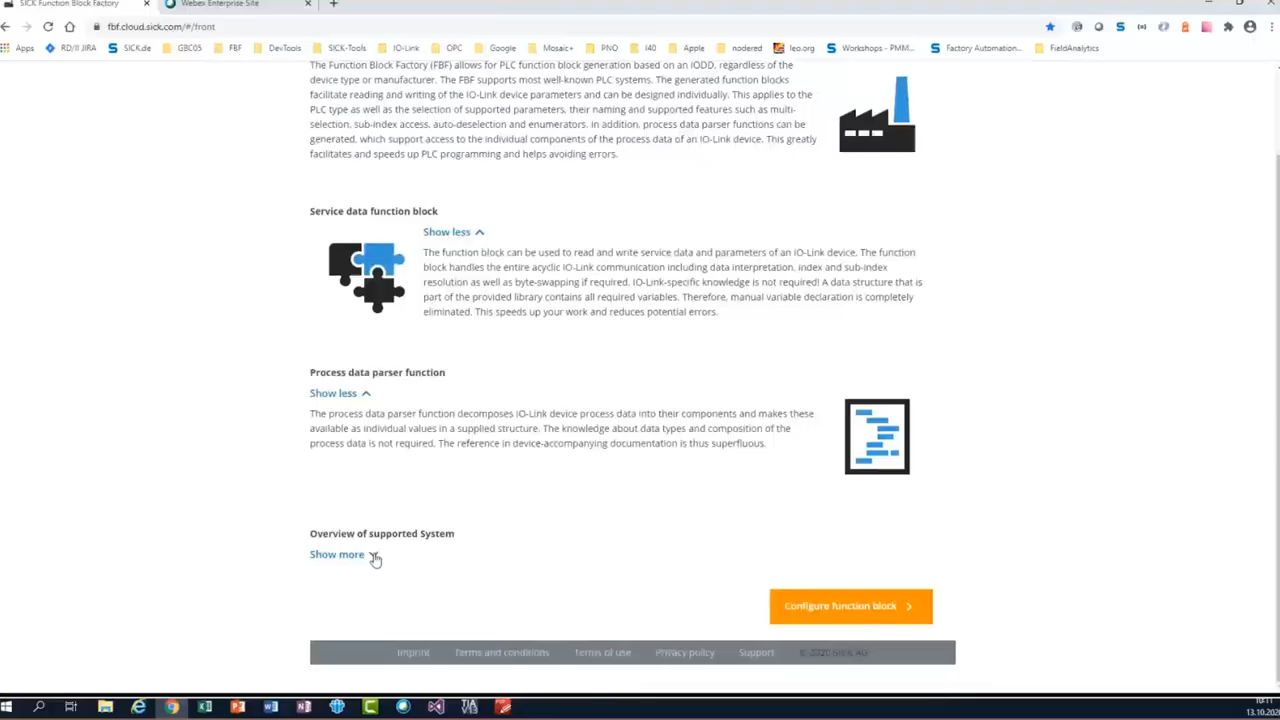 SICK Function Block Factory
Webex Enterprise Site
fbf.cloud.sick.com/#/front
Apps RD/II JIRA SICK.de GBC05 FBF DevTools SICK-Tools IO-Link OPC Google Mosaic+ PNO I40 Apple nodered leo.org Workshops - PMM... Factory Automation... FieldAnalytics
The Function Block Factory (FBF) allows for PLC function block generation based on an IODD, regardless of the
device type or manufacturer. The FBF supports most well-known PLC systems. The generated function blocks
facilitate reading and writing of the IO-Link device parameters and can be designed individually. This applies to the
PLC type as well as the selection of supported parameters, their naming and supported features such as multi-
selection, sub-index access, auto-deselection and enumerators. In addition, process data parser functions can be
generated, which support access to the individual components of the process data of an IO-Link device. This greatly
facilitates and speeds up PLC programming and helps avoiding errors.
Service data function block
Show less
The function block can be used to read and write service data and parameters of an IO-Link device. The function
block handles the entire acyclic IO-Link communication including data interpretation, index and sub-index
resolution as well as byte-swapping if required. IO-Link-specific knowledge is not required! A data structure that is
part of the provided library contains all required variables. Therefore, manual variable declaration is completely
eliminated. This speeds up your work and reduces potential errors.
Process data parser function
Show less
The process data parser function decomposes IO-Link device process data into their components and makes these
available as individual values in a supplied structure. The knowledge about data types and composition of the
process data is not required. The reference in device-accompanying documentation is thus superfluous.
Overview of supported System
Show more
Configure function block
Imprint Terms and conditions Terms of use Privacy policy Support © 2020 SICK AG
10:11
13.10.2020